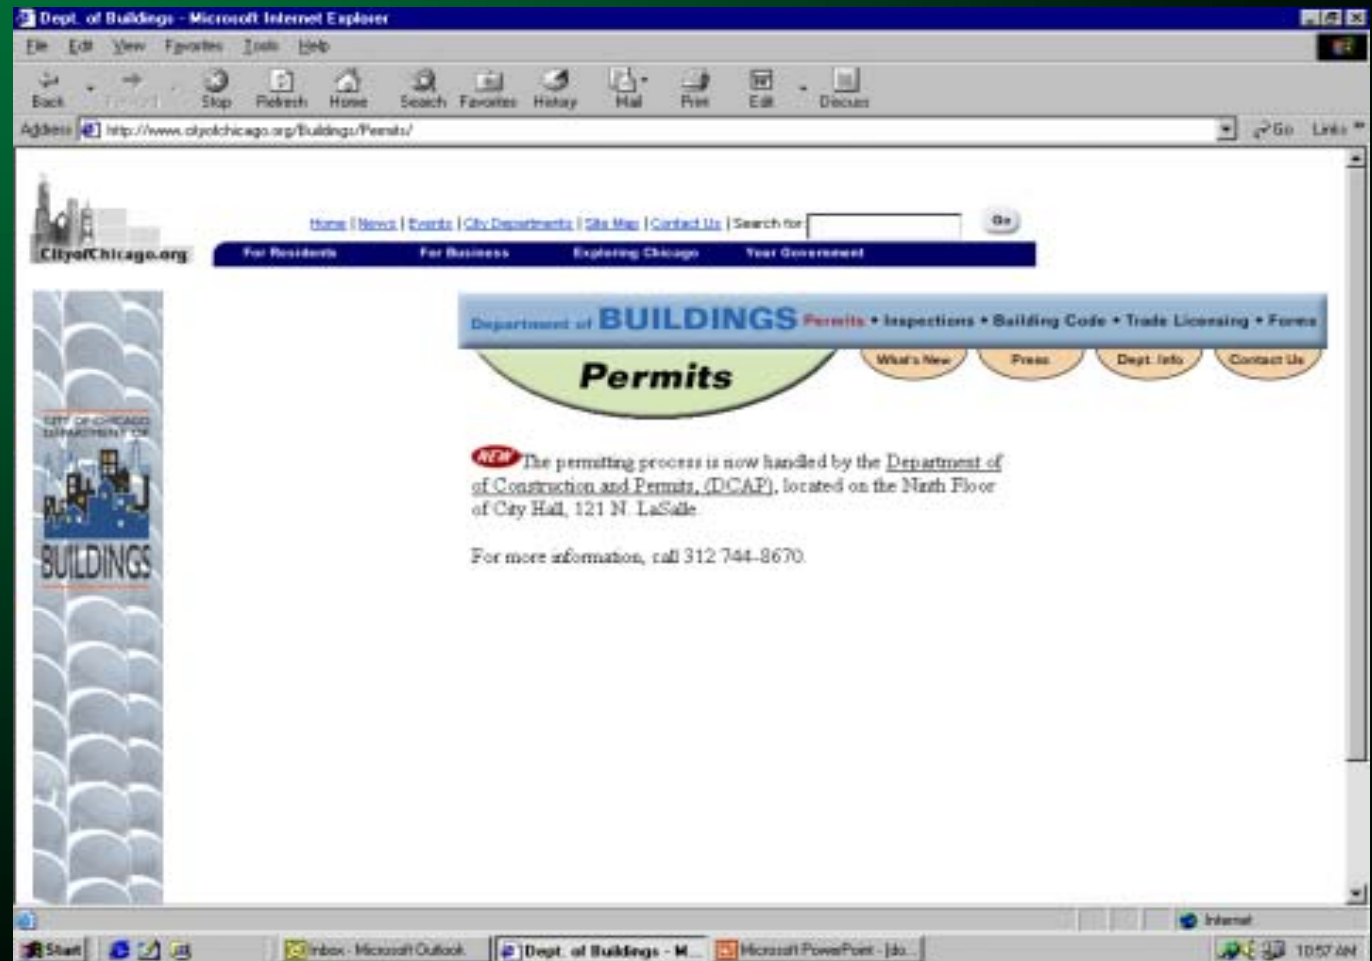 Dept. of Buildings - Microsoft Internet Explorer
File Edit View Favorites Tools Help
Back Forward Stop Refresh Home Search Favorites History Mail Print Edit Discuss
Address http://www.cityofchicago.org/Buildings/Permits/ Go Links
Home | News | Events | City Departments | Site Map | Contact Us | Search for Go
CityofChicago.org For Residents For Business Exploring Chicago Your Government
Department of BUILDINGS Permits • Inspections • Building Code • Trade Licensing • Forms
Permits What's New Press Dept. Info Contact Us
CITY OF CHICAGO
DEPARTMENT OF
BUILDINGS
NEW The permitting process is now handled by the Department of
of Construction and Permits, (DCAP), located on the Ninth Floor
of City Hall, 121 N. LaSalle.
For more information, call 312 744-8670.
Internet
Start Inbox - Microsoft Outlook Dept. of Buildings - M... Microsoft PowerPoint - [do... 10:57 AM